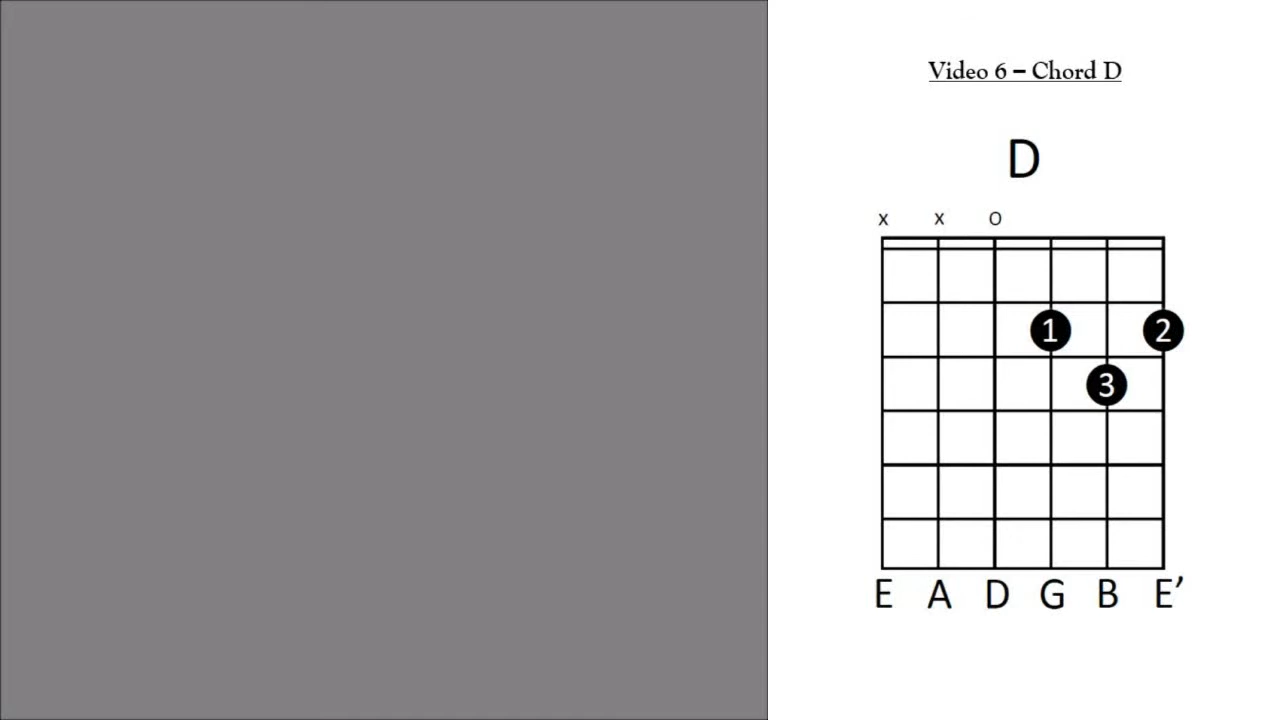 Video 6 – Chord D
D
x x O
1 2
3
E A D G B E’